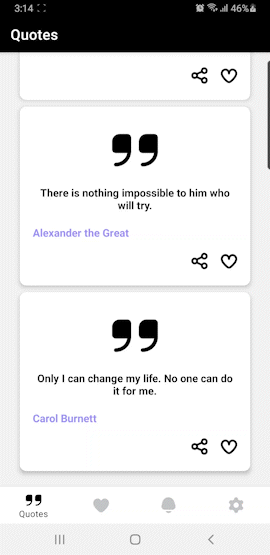 3:14
46%
Quotes
There is nothing impossible to him who
will try.
Alexander the Great
Only I can change my life. No one can do
it for me.
Carol Burnett
Quotes